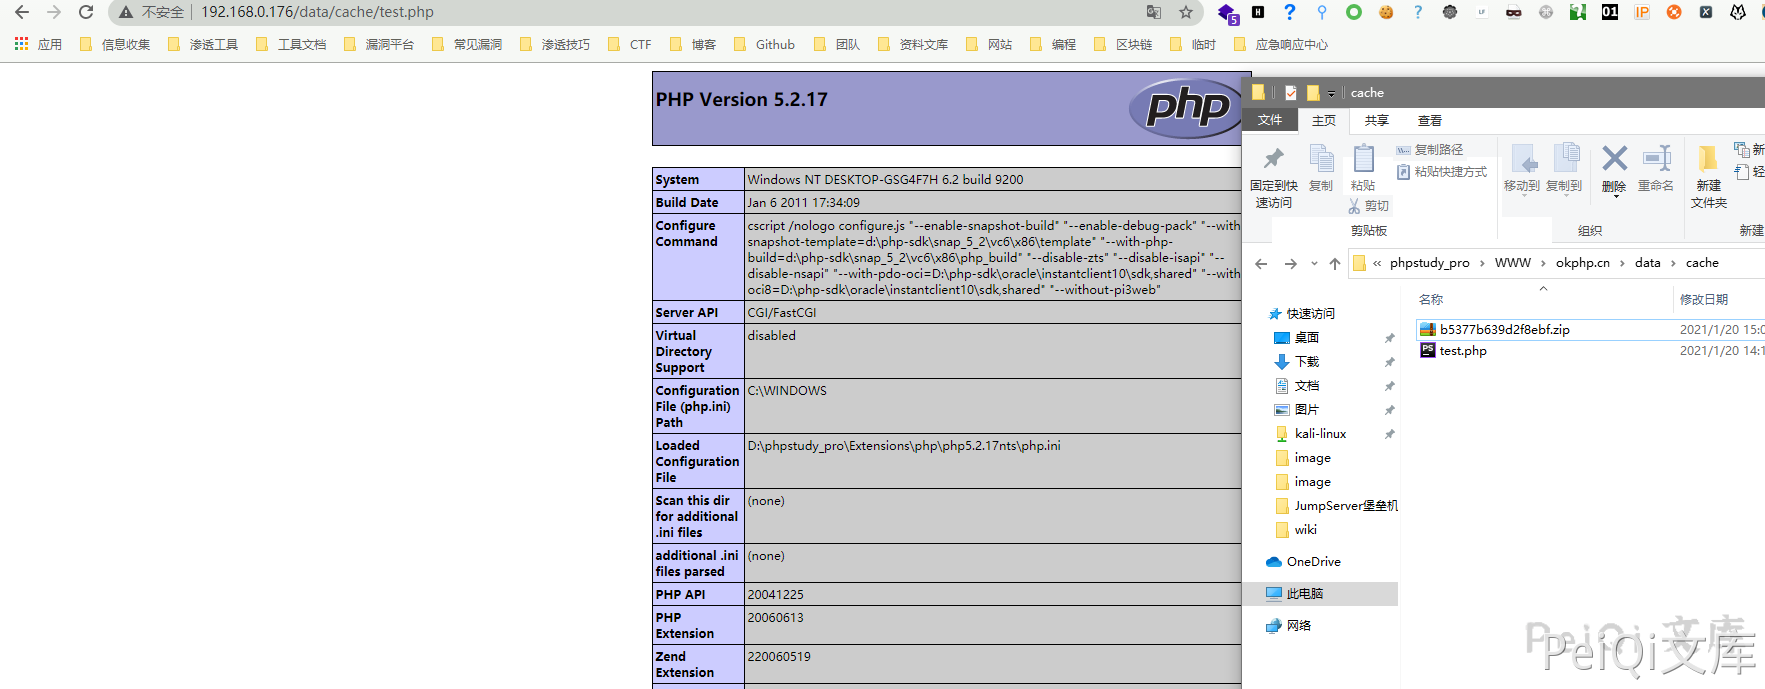 不安全 192.168.0.176/data/cache/test.php
应用 信息收集 渗透工具 工具文档 漏洞平台 常见漏洞 渗透技巧 CTF 博客 Github 团队 资料文库 网站 编程 区块链 临时 应急响应中心
PHP Version 5.2.17
php
System Windows NT DESKTOP-GSG4F7H 6.2 build 9200
Build Date Jan 6 2011 17:34:09
Configure Command cscript /nologo configure.js "--enable-snapshot-build" "--enable-debug-pack" "--with
snapshot-template=d:\php-sdk\snap_5_2\vc6\x86\template" "--with-php-
build=d:\php-sdk\snap_5_2\vc6\x86\php_build" "--disable-zts" "--disable-isapi" "--
disable-nsapi" "--with-pdo-oci=D:\php-sdk\oracle\instantclient10\sdk,shared" "--with
oci8=D:\php-sdk\oracle\instantclient10\sdk,shared" "--without-pi3web"
Server API CGI/FastCGI
Virtual Directory Support disabled
Configuration File (php.ini) Path C:\WINDOWS
Loaded Configuration File D:\phpstudy_pro\Extensions\php\php5.2.17nts\php.ini
Scan this dir for additional .ini files (none)
additional .ini files parsed (none)
PHP API 20041225
PHP Extension 20060613
Zend Extension 220060519
cache
文件 主页 共享 查看
固定到快速访问 复制 粘贴 复制路径 粘贴快捷方式 剪切 移动到 复制到 删除 重命名 新建文件夹
剪贴板 组织 新建
« phpstudy_pro › WWW › okphp.cn › data › cache
名称 修改日期
b5377b639d2f8ebf.zip 2021/1/20 15:0
test.php 2021/1/20 14:1
快速访问
桌面
下载
文档
图片
kali-linux
image
image
JumpServer堡垒机
wiki
OneDrive
此电脑
网络
PeiQi文库
PeiQi文库